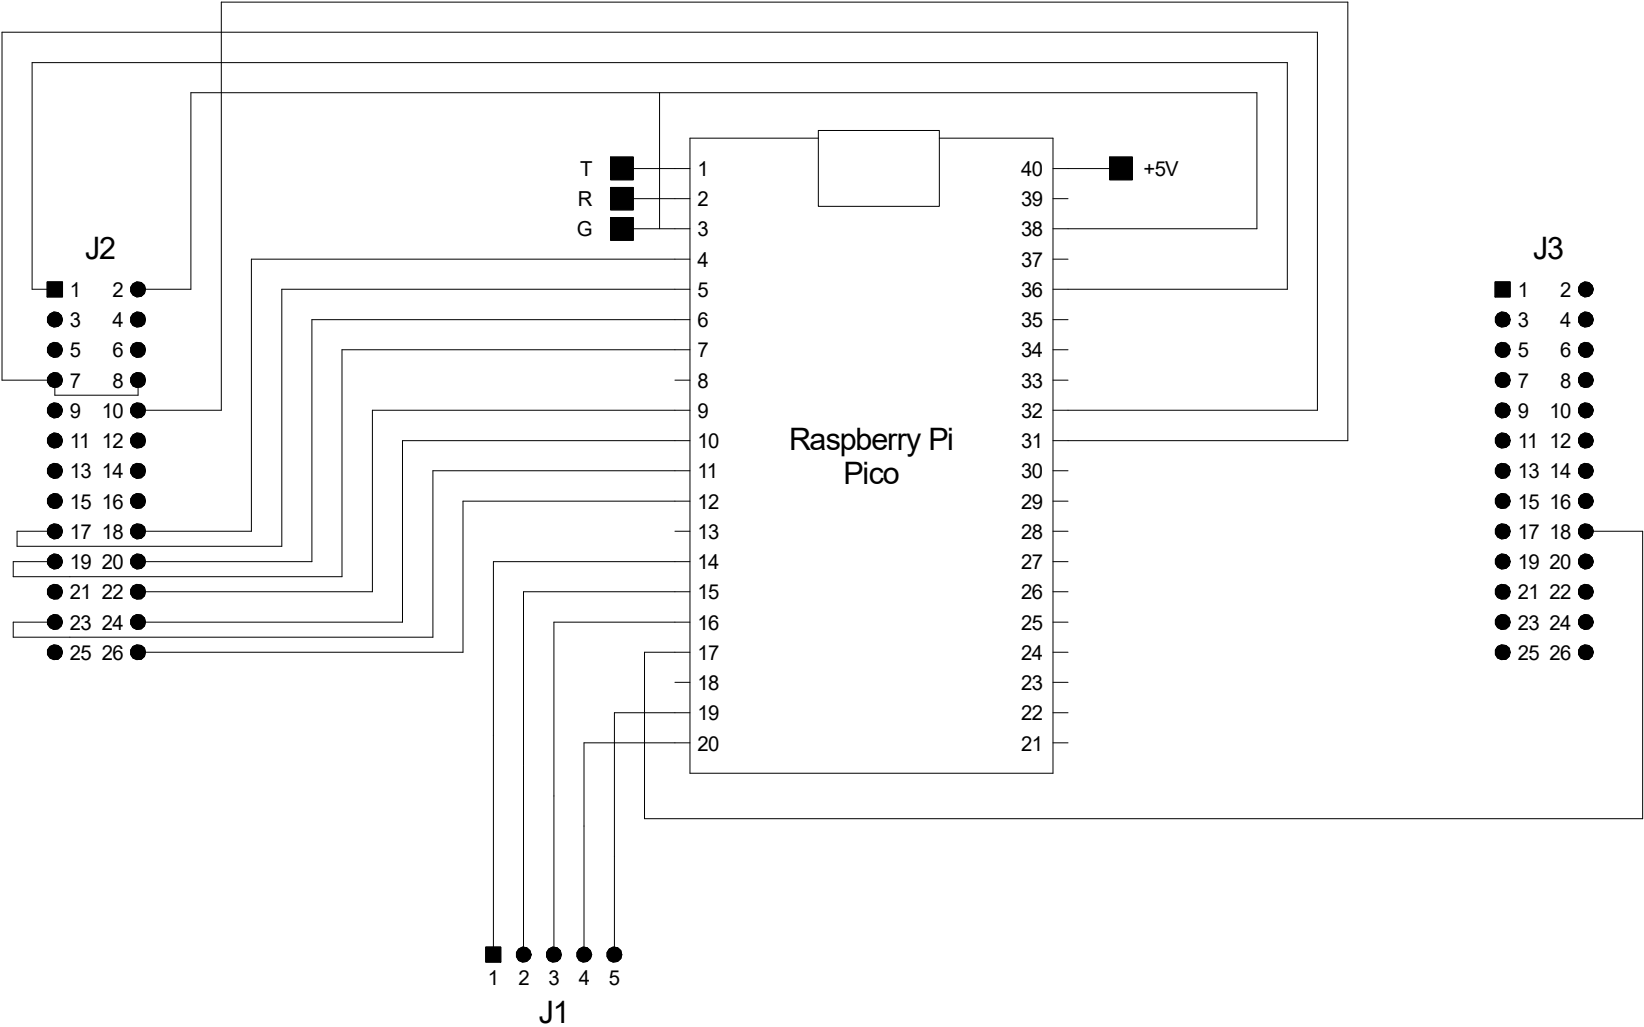 T 1 40 +5V
R 2 39
G 3 38
J2 4 37 J3
1 2 5 36 1 2
3 4 6 35 3 4
5 6 7 34 5 6
7 8 8 33 7 8
9 10 9 32 9 10
11 12 10 Raspberry Pi 31 11 12
13 14 11 Pico 30 13 14
15 16 12 29 15 16
17 18 13 28 17 18
19 20 14 27 19 20
21 22 15 26 21 22
23 24 16 25 23 24
25 26 17 24 25 26
18 23
19 22
20 21
1 2 3 4 5
J1